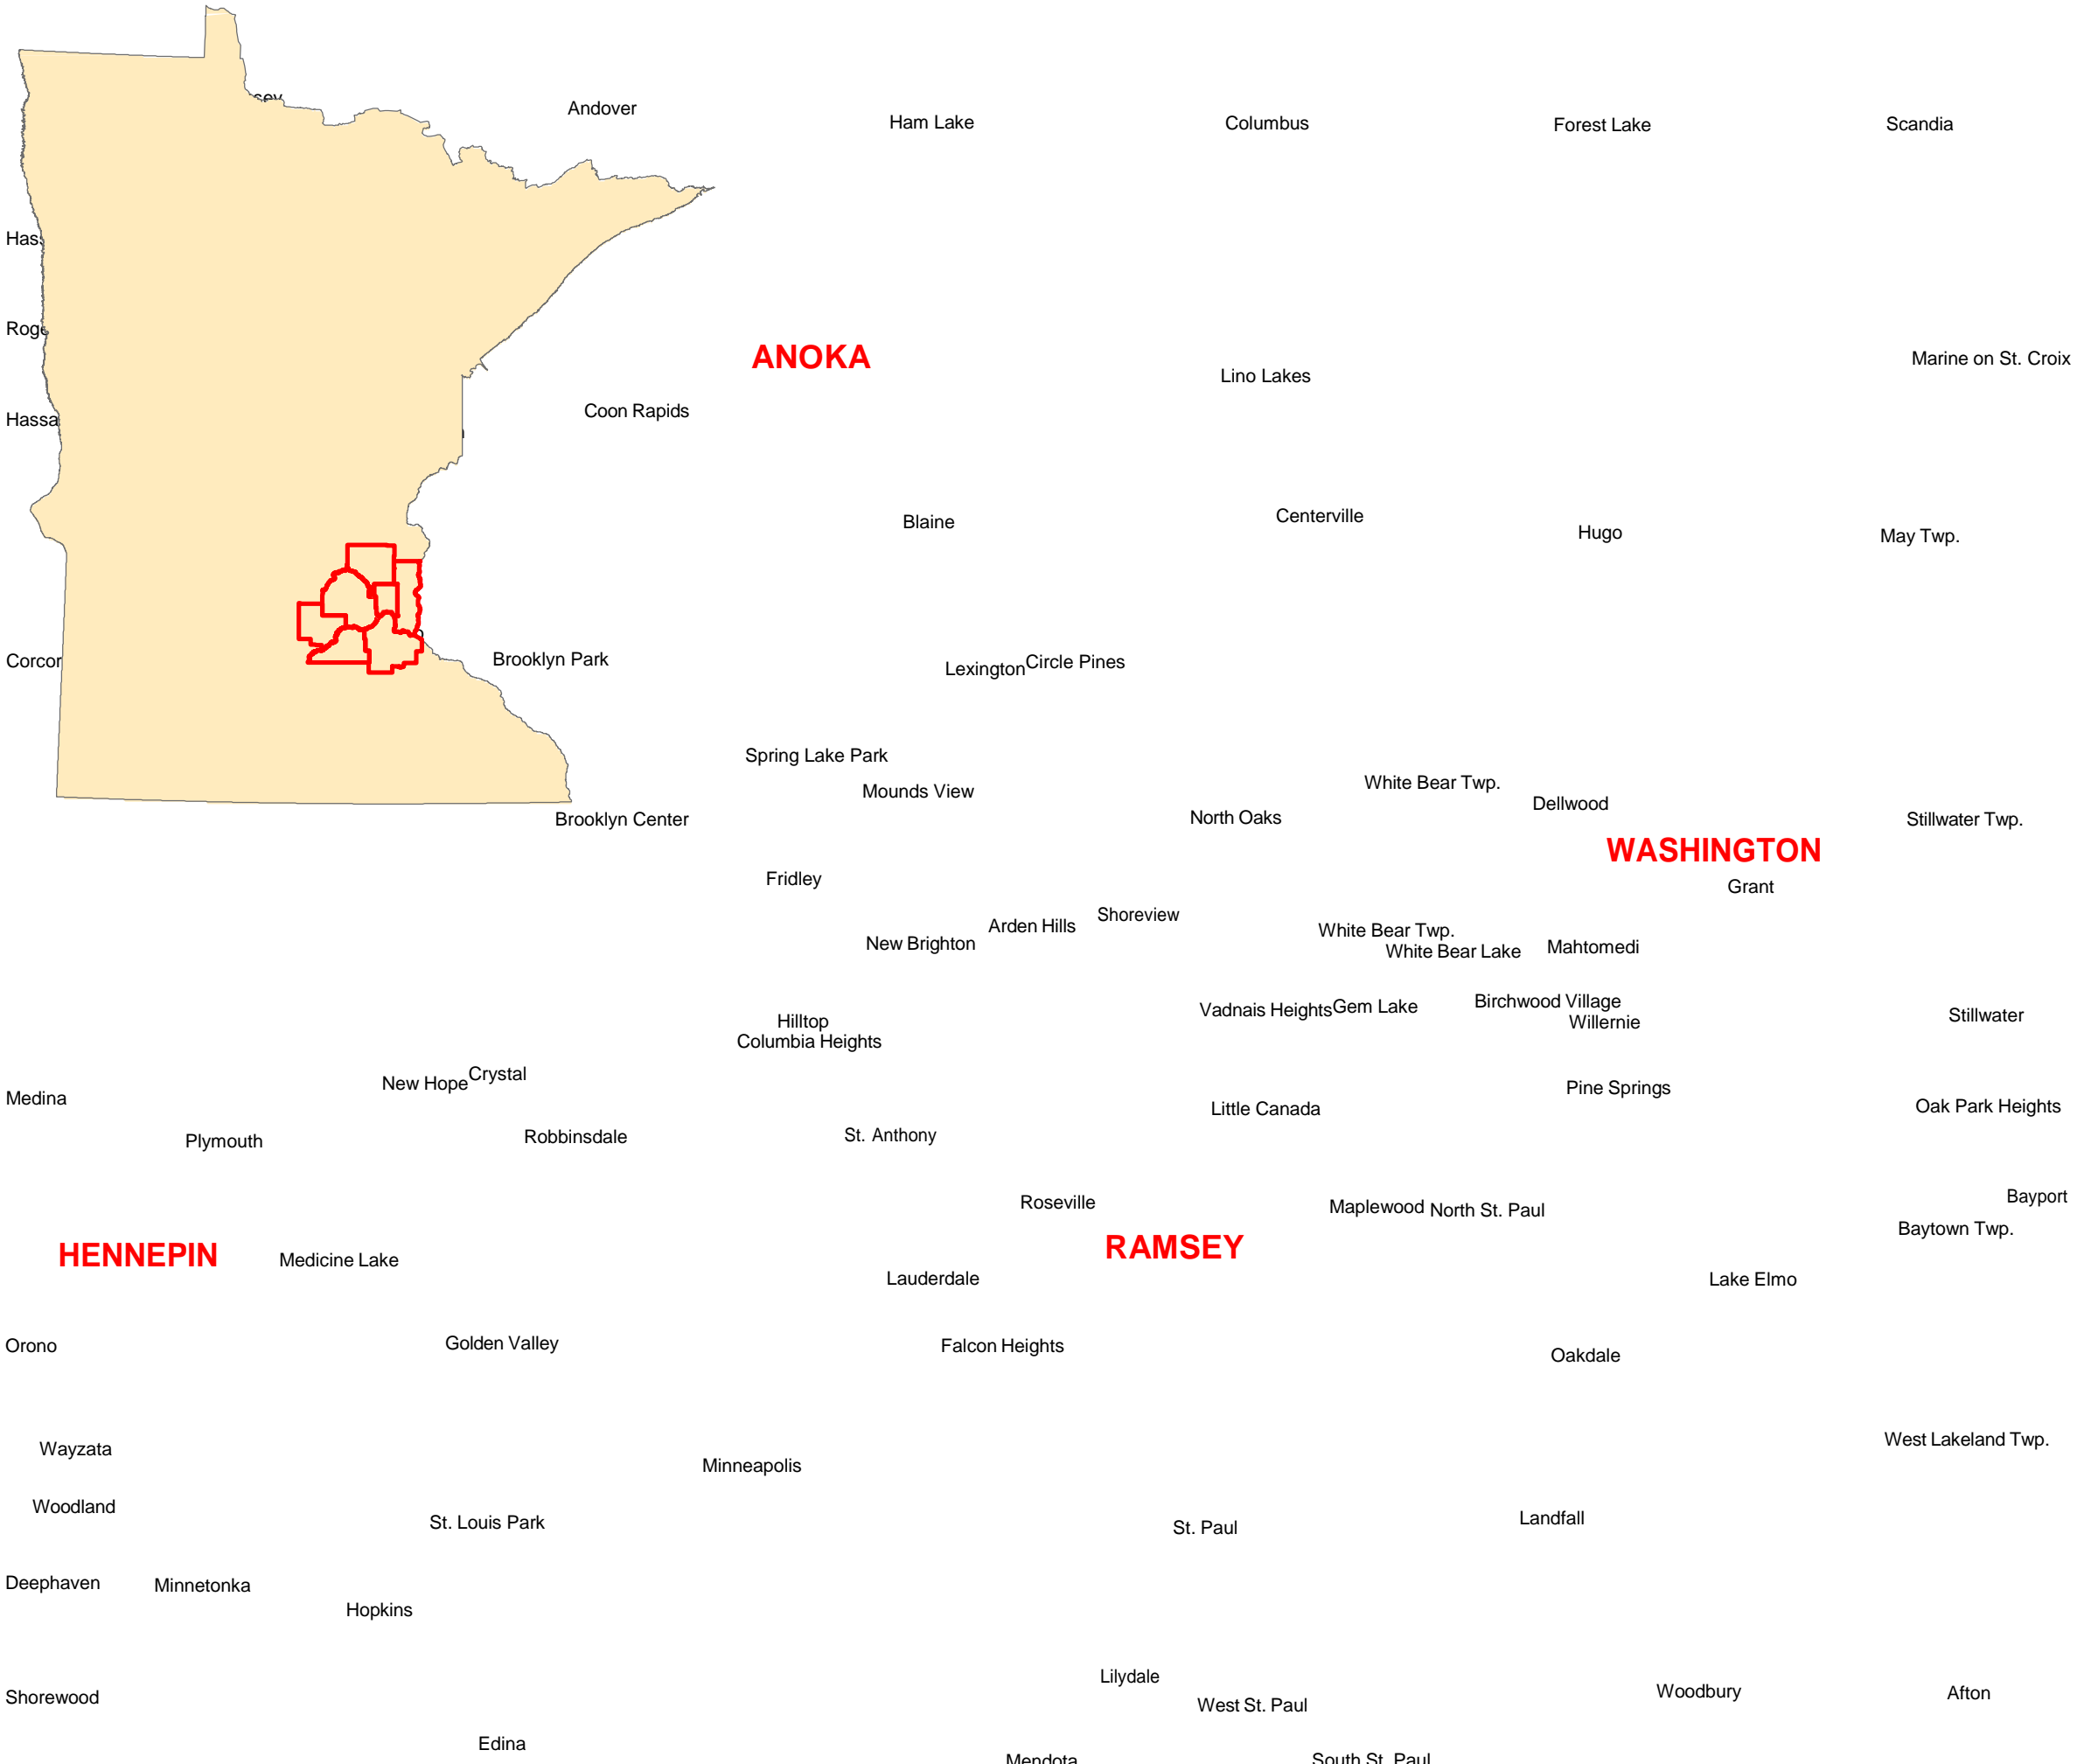 Andover
Ham Lake
Columbus
Forest Lake
Scandia
ANOKA
Marine on St. Croix
Lino Lakes
Coon Rapids
Blaine
Centerville
Hugo
May Twp.
Brooklyn Park
Lexington
Circle Pines
Spring Lake Park
Mounds View
White Bear Twp.
Dellwood
Brooklyn Center
North Oaks
Stillwater Twp.
WASHINGTON
Fridley
Grant
New Brighton
Arden Hills
Shoreview
White Bear Twp.
White Bear Lake
Mahtomedi
Vadnais Heights
Gem Lake
Birchwood Village
Willernie
Stillwater
Hilltop
Columbia Heights
New Hope
Crystal
Medina
Pine Springs
Little Canada
Oak Park Heights
Plymouth
Robbinsdale
St. Anthony
Roseville
Maplewood
North St. Paul
Bayport
Baytown Twp.
HENNEPIN
Medicine Lake
RAMSEY
Lauderdale
Lake Elmo
Orono
Golden Valley
Falcon Heights
Oakdale
Wayzata
Minneapolis
West Lakeland Twp.
Woodland
St. Louis Park
St. Paul
Landfall
Deephaven
Minnetonka
Hopkins
Lilydale
Shorewood
West St. Paul
Woodbury
Afton
Edina
Mendota
South St. Paul